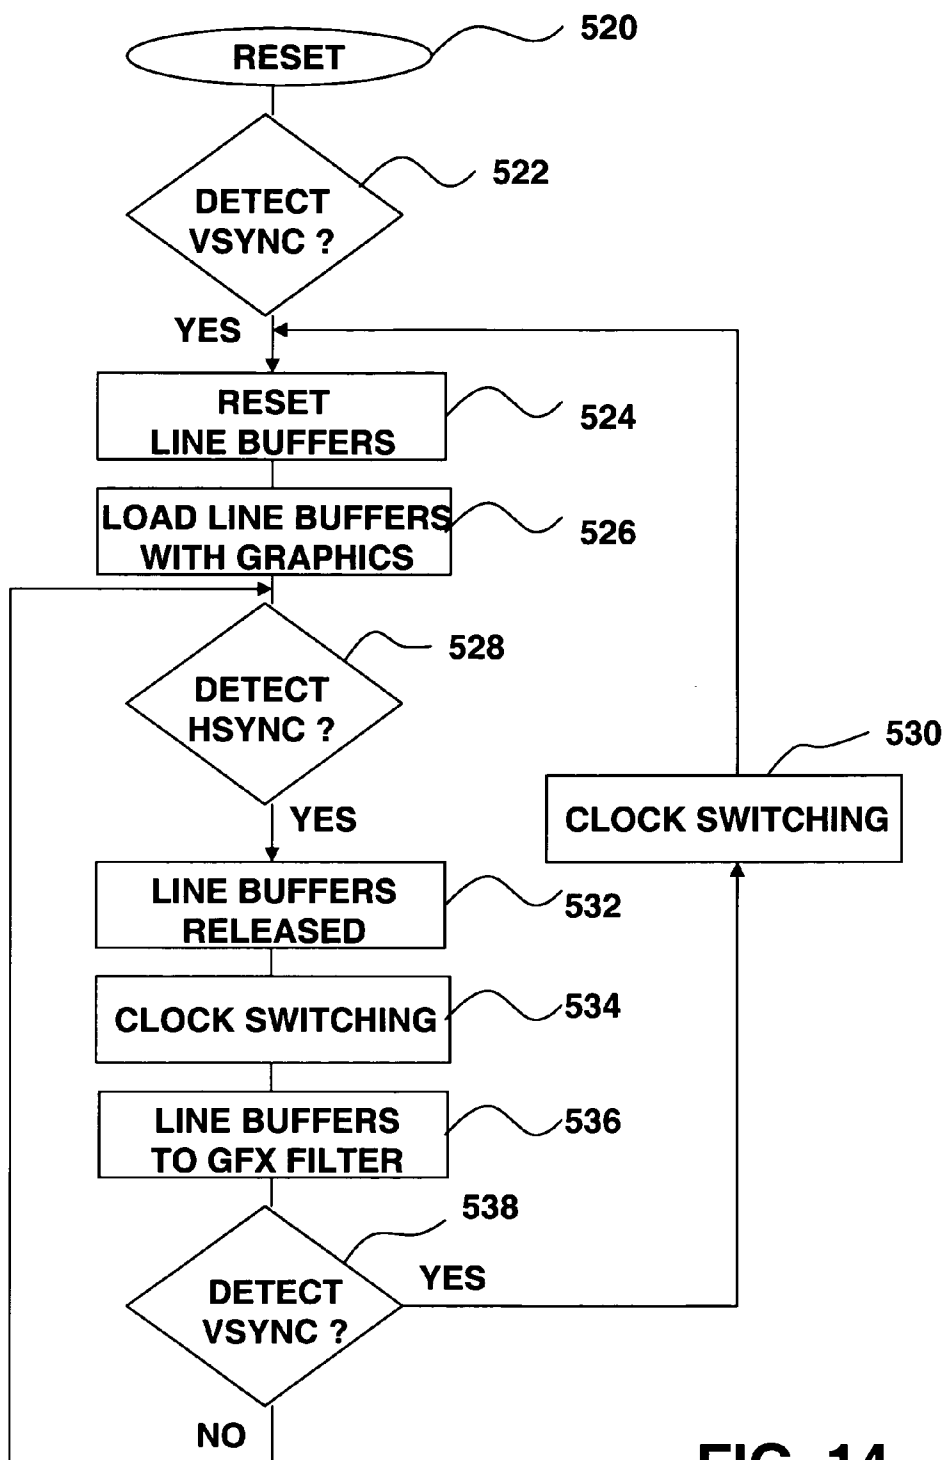 RESET
520
DETECT
VSYNC ?
522
YES
RESET
LINE BUFFERS
524
LOAD LINE BUFFERS
WITH GRAPHICS
526
DETECT
HSYNC ?
528
YES
530
CLOCK SWITCHING
LINE BUFFERS
RELEASED
532
CLOCK SWITCHING
534
LINE BUFFERS
TO GFX FILTER
536
538
DETECT
VSYNC ?
YES
NO
FIG. 14